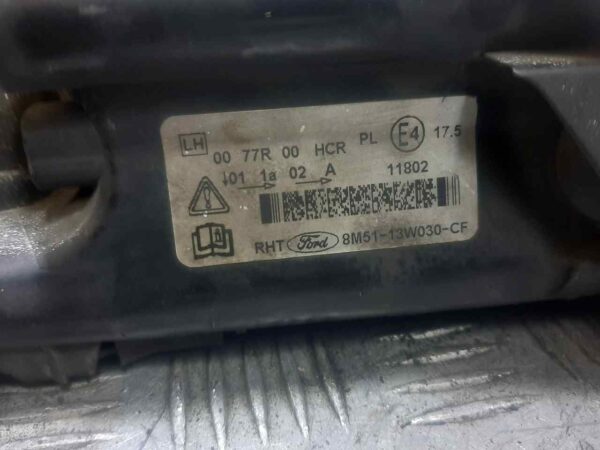 LH 00 77R 00 HCR PL E4 17.5
01 1a 02 A 11802
RHT Ford 8M51-13W030-CF